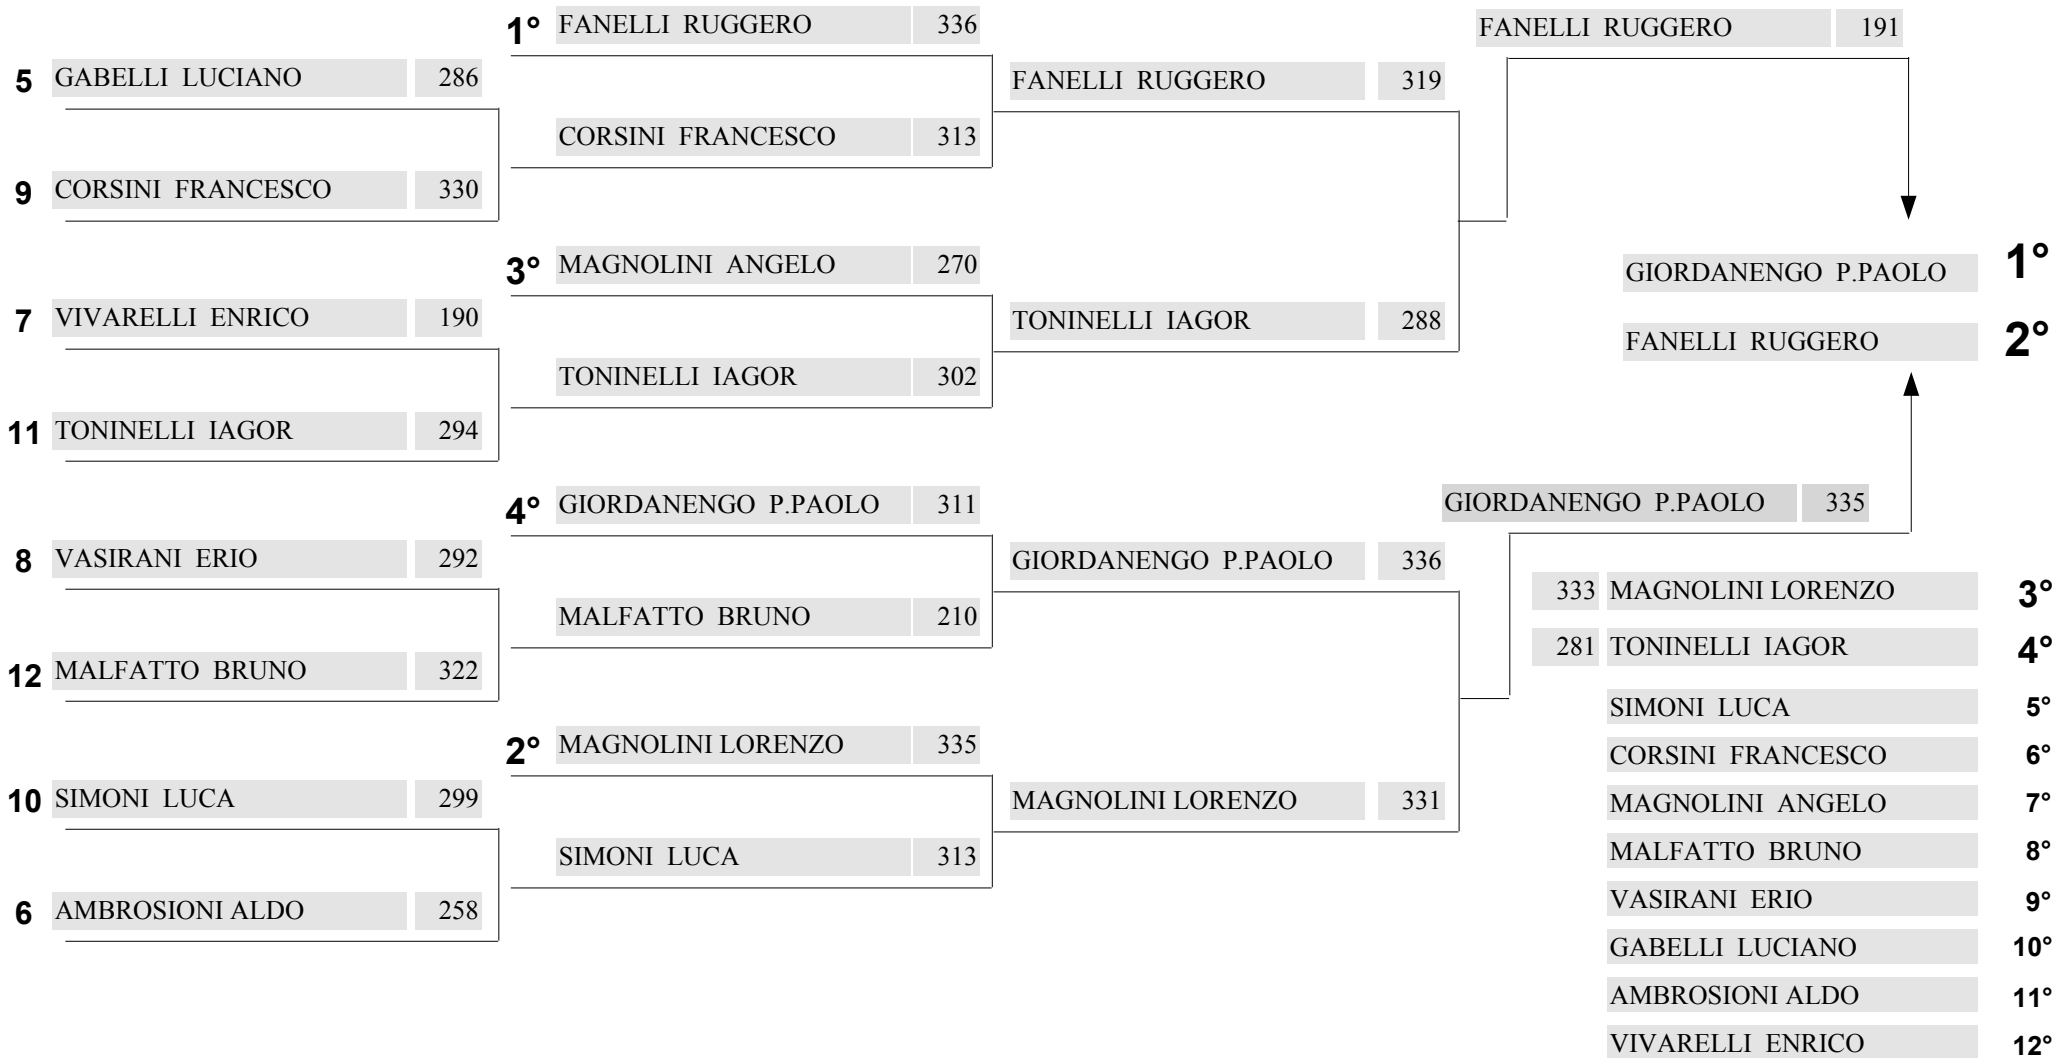 5 GABELLI LUCIANO 286
9 CORSINI FRANCESCO 330
7 VIVARELLI ENRICO 190
11 TONINELLI IAGOR 294
8 VASIRANI ERIO 292
12 MALFATTO BRUNO 322
10 SIMONI LUCA 299
6 AMBROSIONI ALDO 258
1° FANELLI RUGGERO 336
CORSINI FRANCESCO 313
3° MAGNOLINI ANGELO 270
TONINELLI IAGOR 302
4° GIORDANENGO P.PAOLO 311
MALFATTO BRUNO 210
2° MAGNOLINI LORENZO 335
SIMONI LUCA 313
FANELLI RUGGERO 319
TONINELLI IAGOR 288
GIORDANENGO P.PAOLO 336
MAGNOLINI LORENZO 331
FANELLI RUGGERO 191
GIORDANENGO P.PAOLO 335
GIORDANENGO P.PAOLO 1°
FANELLI RUGGERO 2°
333 MAGNOLINI LORENZO 3°
281 TONINELLI IAGOR 4°
SIMONI LUCA 5°
CORSINI FRANCESCO 6°
MAGNOLINI ANGELO 7°
MALFATTO BRUNO 8°
VASIRANI ERIO 9°
GABELLI LUCIANO 10°
AMBROSIONI ALDO 11°
VIVARELLI ENRICO 12°